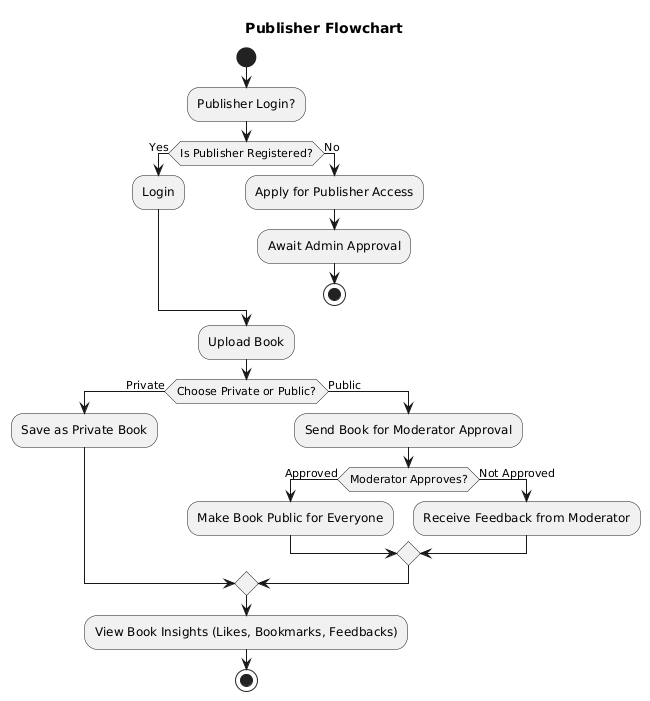 Publisher Flowchart
Publisher Login?
Yes
Is Publisher Registered?
No
Login
Apply for Publisher Access
Await Admin Approval
Upload Book
Private
Choose Private or Public?
Public
Save as Private Book
Send Book for Moderator Approval
Approved
Moderator Approves?
Not Approved
Make Book Public for Everyone
Receive Feedback from Moderator
View Book Insights (Likes, Bookmarks, Feedbacks)